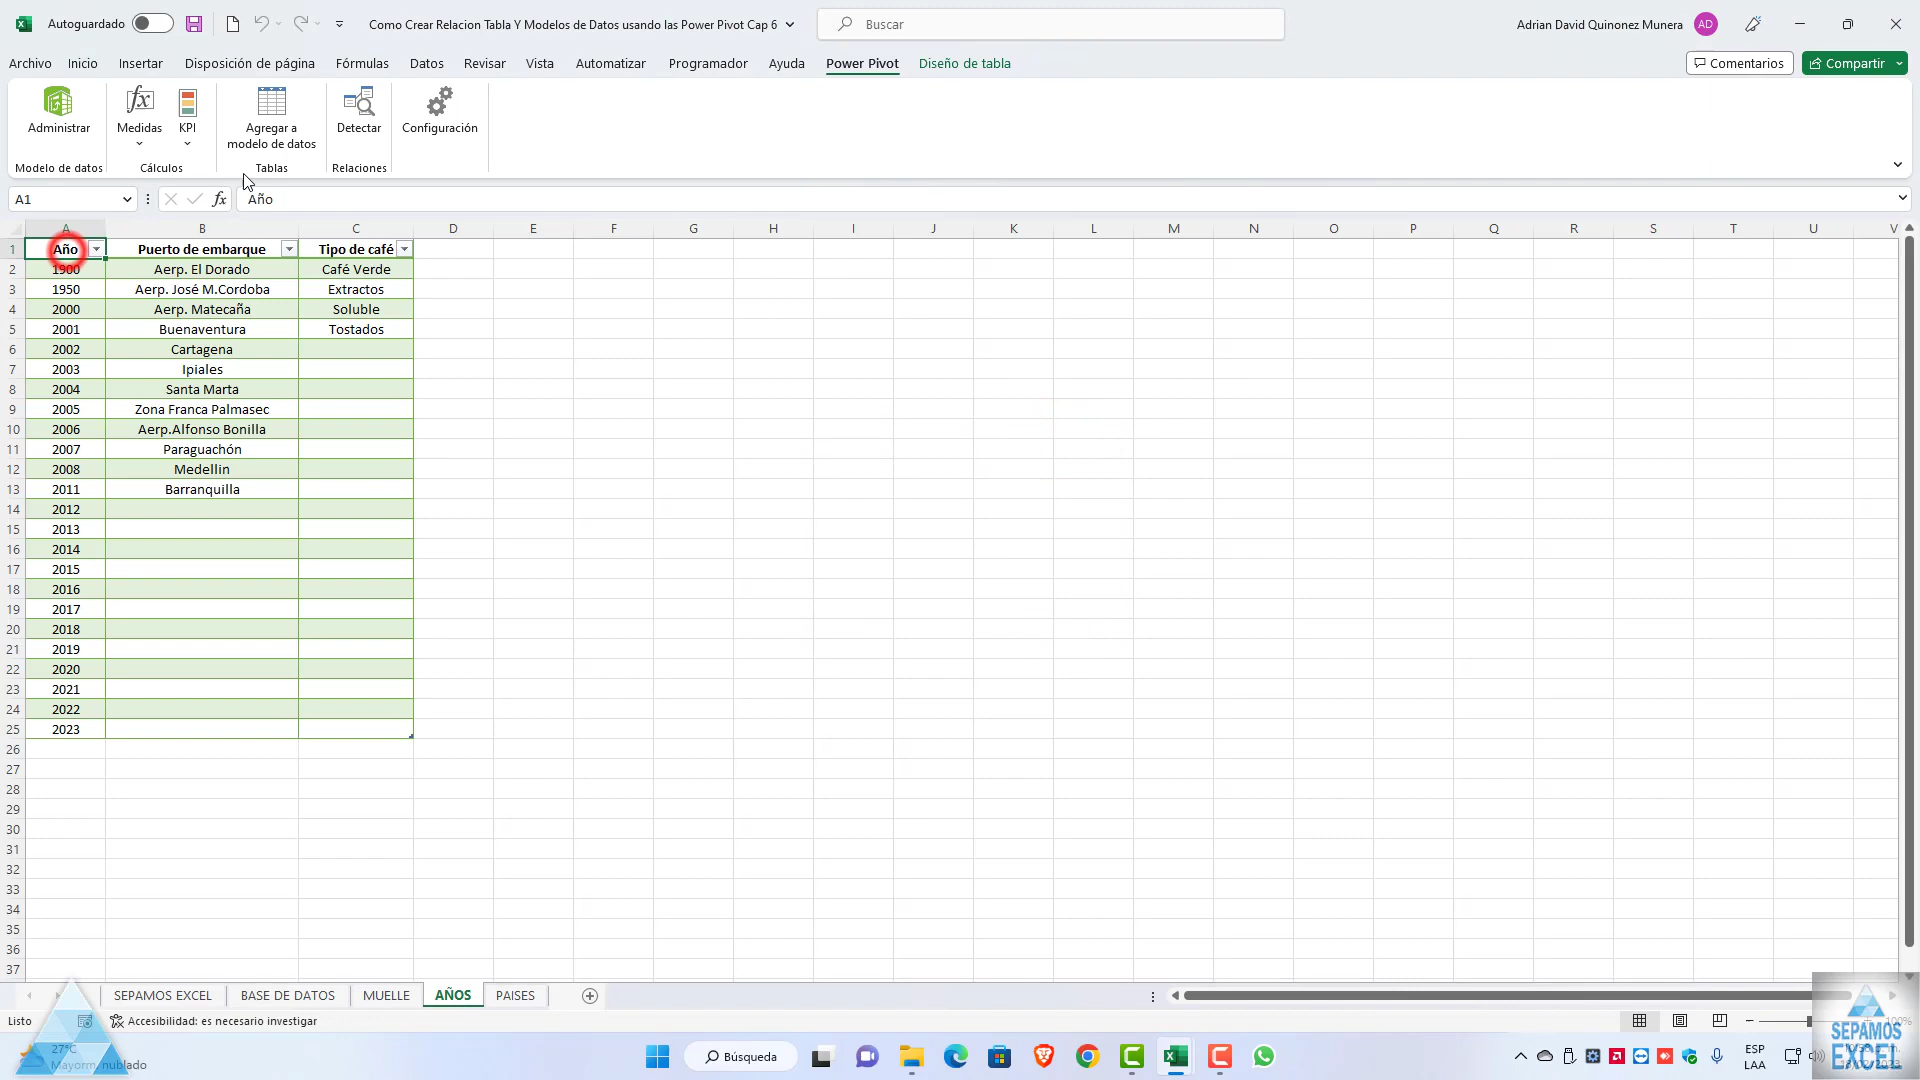 Autoguardado
Como Crear Relacion Tabla Y Modelos de Datos usando las Power Pivot Cap 6
Buscar
Adrian David Quinonez Munera
AD
Archivo
Inicio
Insertar
Disposición de página
Fórmulas
Datos
Revisar
Vista
Automatizar
Programador
Ayuda
Power Pivot
Diseño de tabla
Comentarios
Compartir
Administrar
Medidas
KPI
Agregar a
modelo de datos
Detectar
Configuración
Modelo de datos
Cálculos
Tablas
Relaciones
A1
fx
Año
A B C D E F G H I J K L M N O P Q R S T U V
1 Año Puerto de embarque Tipo de café
2 1900 Aerp. El Dorado Café Verde
3 1950 Aerp. José M.Cordoba Extractos
4 2000 Aerp. Matecaña Soluble
5 2001 Buenaventura Tostados
6 2002 Cartagena
7 2003 Ipiales
8 2004 Santa Marta
9 2005 Zona Franca Palmasec
10 2006 Aerp.Alfonso Bonilla
11 2007 Paraguachón
12 2008 Medellin
13 2011 Barranquilla
14 2012
15 2013
16 2014
17 2015
18 2016
19 2017
20 2018
21 2019
22 2020
23 2021
24 2022
25 2023
26
27
28
29
30
31
32
33
34
35
36
37
SEPAMOS EXCEL
BASE DE DATOS
MUELLE
AÑOS
PAISES
Listo
Accesibilidad: es necesario investigar
100%
27°C
Mayorm. nublado
Búsqueda
ESP
LAA
SEPAMOS
EXCEL